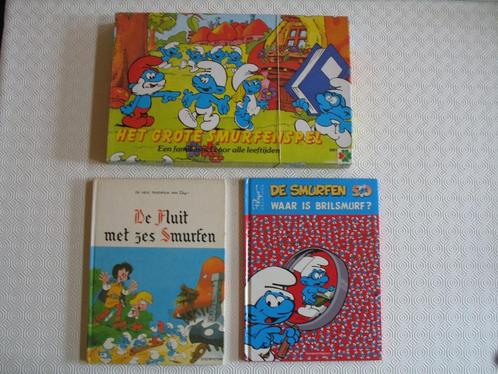 HET GROTE SMURFENSPEL
Een familiespel voor alle leeftijden
De Fluit
met zes Smurfen
DE SMURFEN
WAAR IS BRILSMURF?